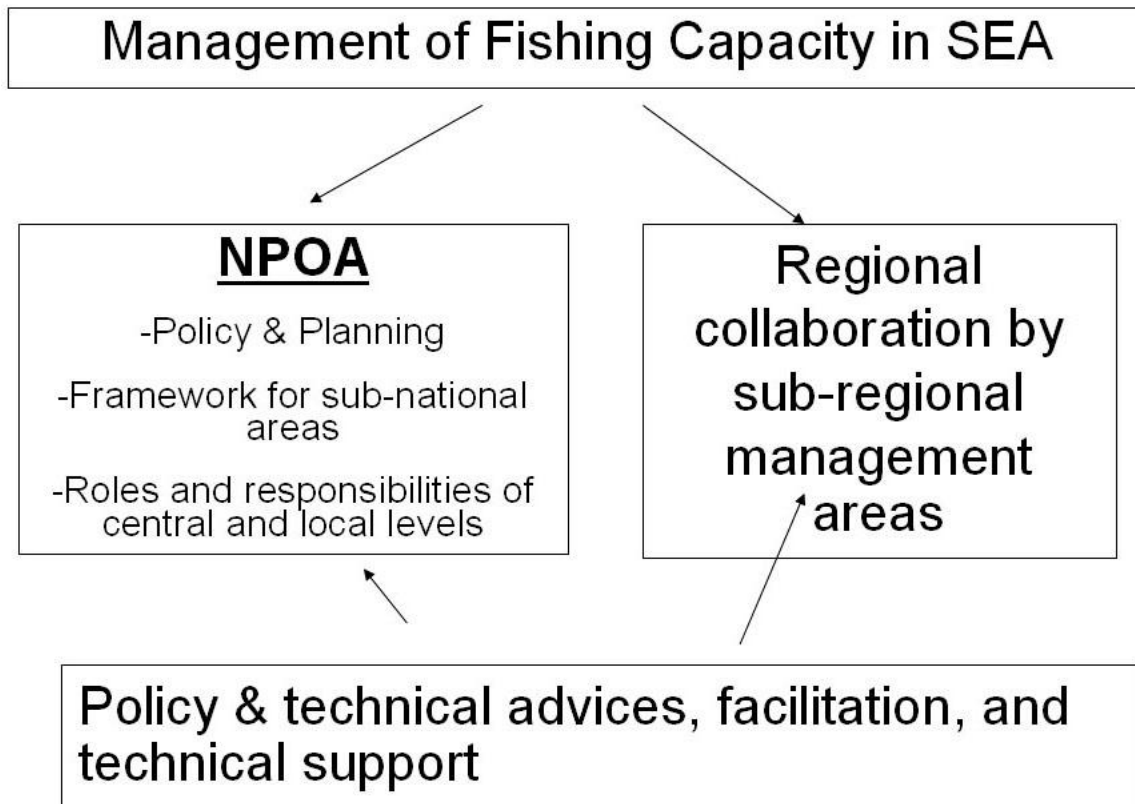 Management of Fishing Capacity in SEA
NPOA
-Policy & Planning
-Framework for sub-national
areas
-Roles and responsibilities of
central and local levels
Regional
collaboration by
sub-regional
management
areas
Policy & technical advices, facilitation, and
technical support